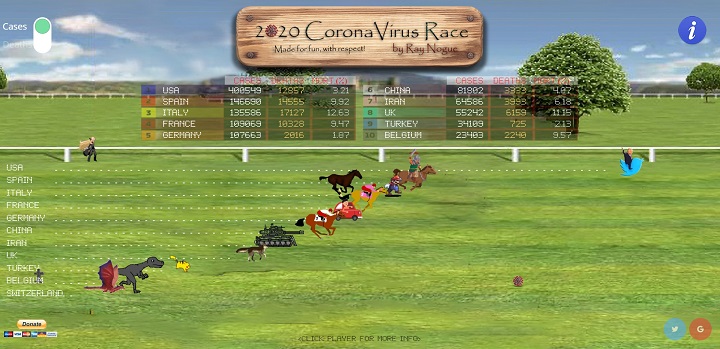 Cases
2020 CoronaVirus Race
Made for fun, with respect!
by Ray Nogue
CASES DEATHS
1 USA 400549 12857 3.21
2 SPAIN 146690 14555 9.92
3 ITALY 135586 17127 12.63
4 FRANCE 109069 10328 9.47
5 GERMANY 107663 2016 1.87
CASES DEATHS
6 CHINA 81802 3333 4.07
7 IRAN 64586 3993 6.18
8 UK 55242 6159 11.15
9 TURKEY 34109 725 2.13
10 BELGIUM 23403 2240 9.57
USA
SPAIN
ITALY
FRANCE
GERMANY
CHINA
IRAN
UK
TURKEY
BELGIUM
SWITZERLAND
Donate
CLICK PLAYER FOR MORE INFO